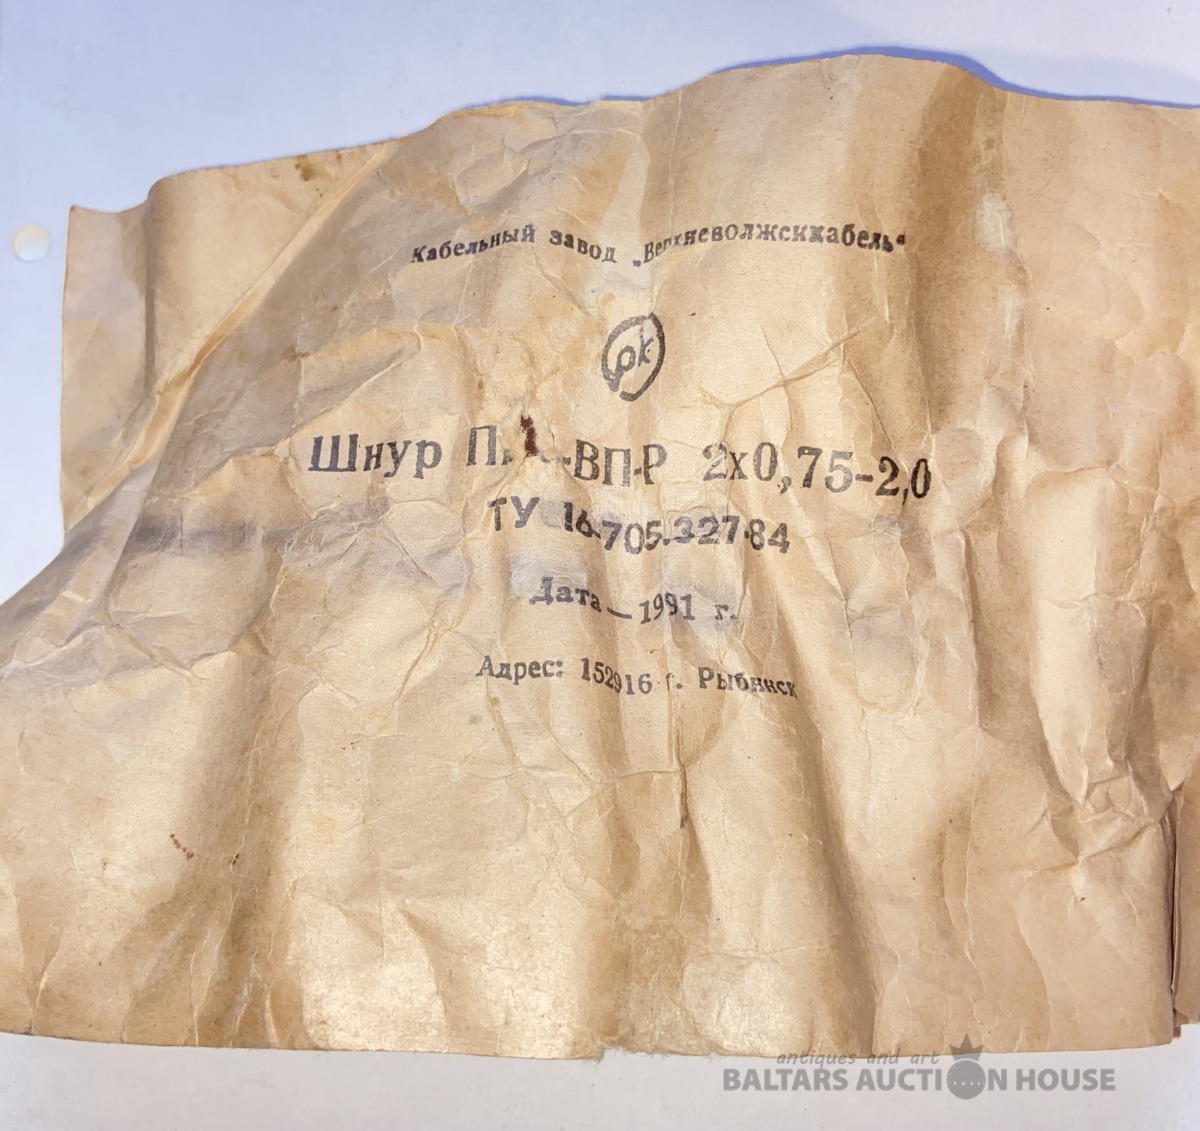 Кабельный завод „Верхневолжсккабель“
рк
Шнур 2х0,75-2,0
ТУ 16.705.327-84
Дата — 1991 г.
Адрес: 152916 г. Рыбинск
antiques and art
BALTARS AUCTION HOUSE